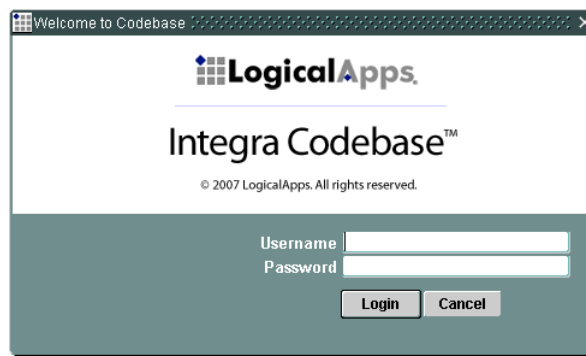 Welcome to Codebase
LogicalApps.
Integra Codebase™
© 2007 LogicalApps. All rights reserved.
Username
Password
Login Cancel